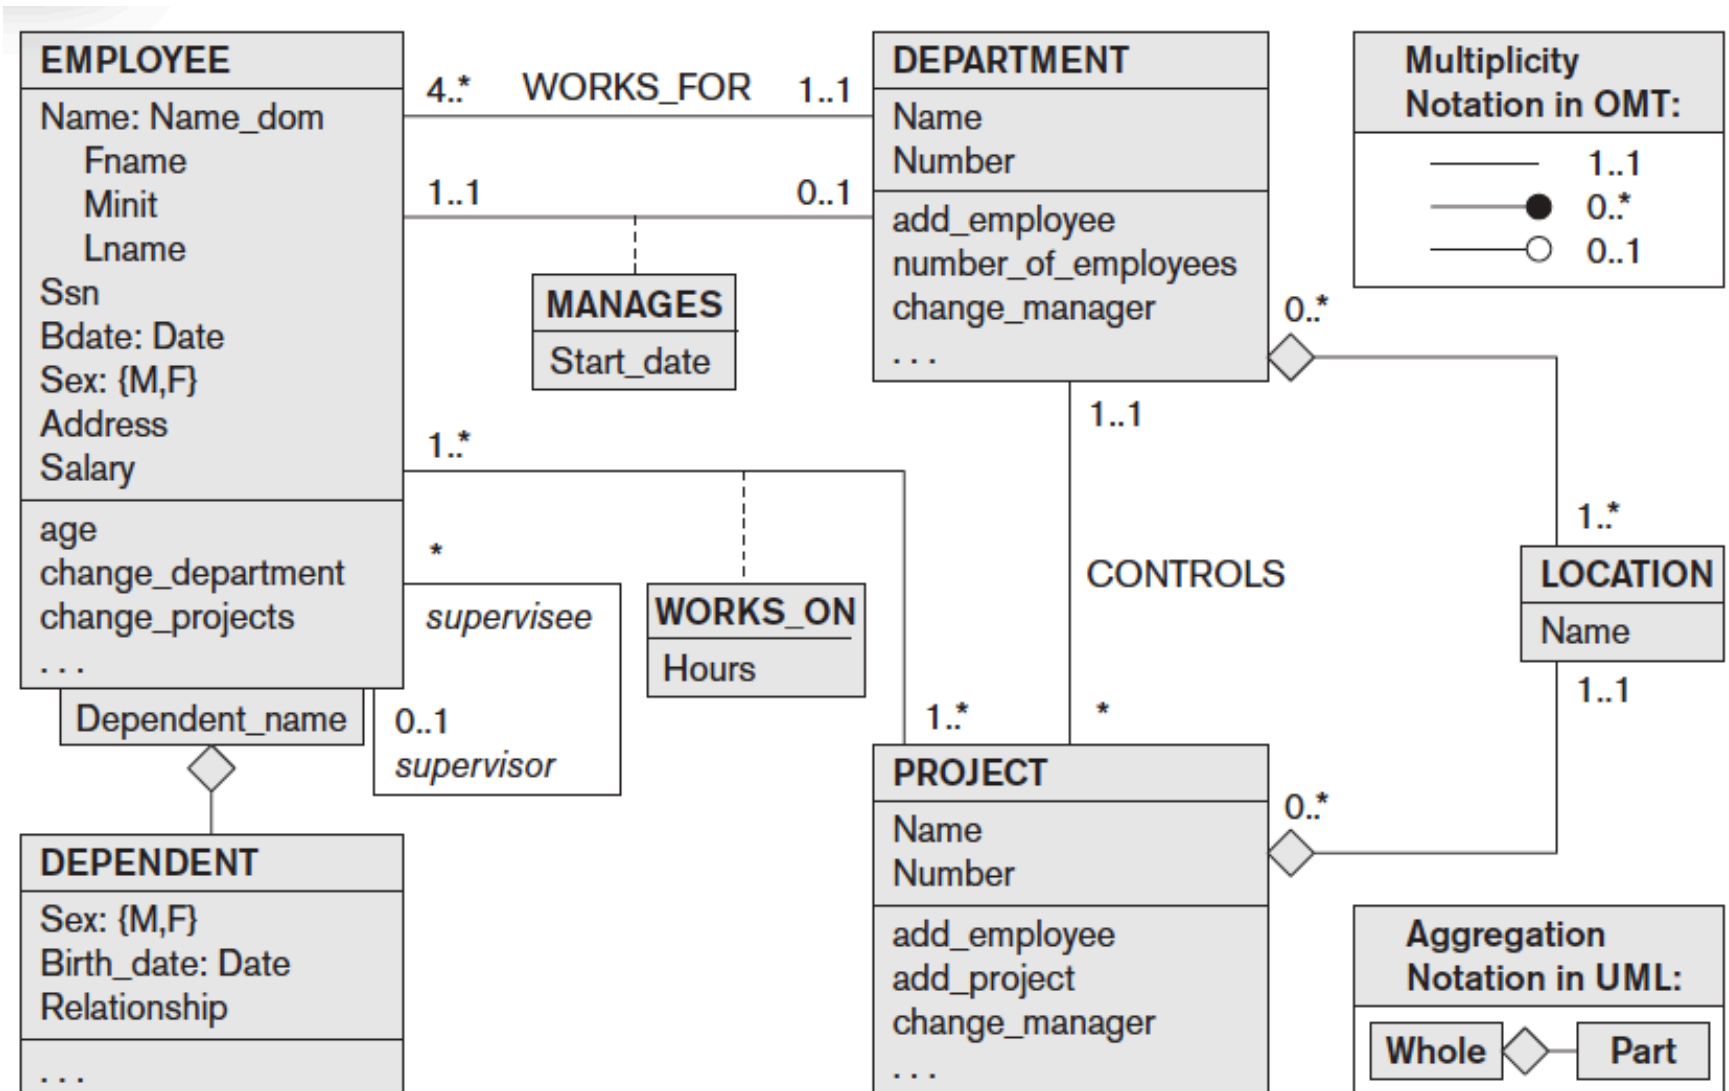 EMPLOYEE
Name: Name_dom
Fname
Minit
Lname
Ssn
Bdate: Date
Sex: {M,F}
Address
Salary
age
change_department
change_projects
. . .
Dependent_name
DEPENDENT
Sex: {M,F}
Birth_date: Date
Relationship
. . .
4..* WORKS_FOR 1..1
1..1 0..1
MANAGES
Start_date
1..*
*
supervisee
0..1
supervisor
WORKS_ON
Hours
1..*
DEPARTMENT
Name
Number
add_employee
number_of_employees
change_manager
. . .
0..*
1..1
CONTROLS
*
PROJECT
Name
Number
add_employee
add_project
change_manager
. . .
0..*
1..*
LOCATION
Name
1..1
Multiplicity
Notation in OMT:
1..1
0..*
0..1
Aggregation
Notation in UML:
Whole Part